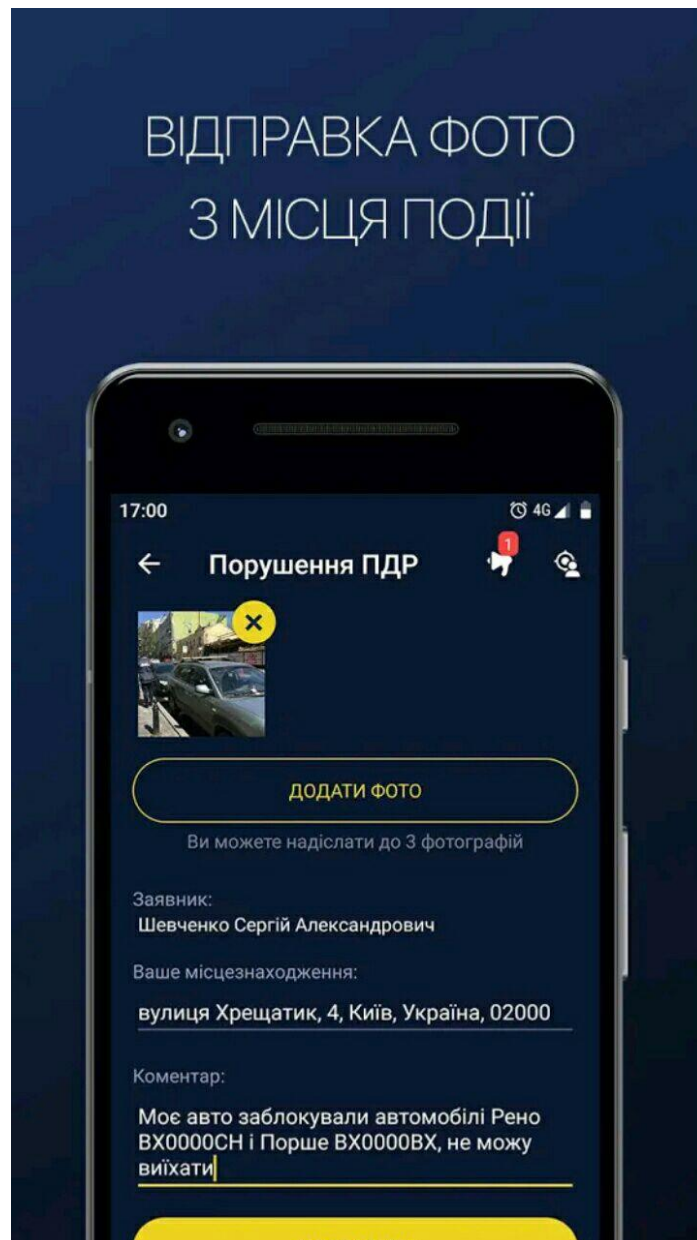 ВІДПРАВКА ФОТО
З МІСЦЯ ПОДІЇ
17:00
4G
Порушення ПДР
1
ДОДАТИ ФОТО
Ви можете надіслати до 3 фотографій
Заявник:
Шевченко Сергій Александрович
Ваше місцезнаходження:
вулиця Хрещатик, 4, Київ, Україна, 02000
Коментар:
Моє авто заблокували автомобілі Рено
ВХ0000СН і Порше ВХ0000ВХ, не можу
виїхати